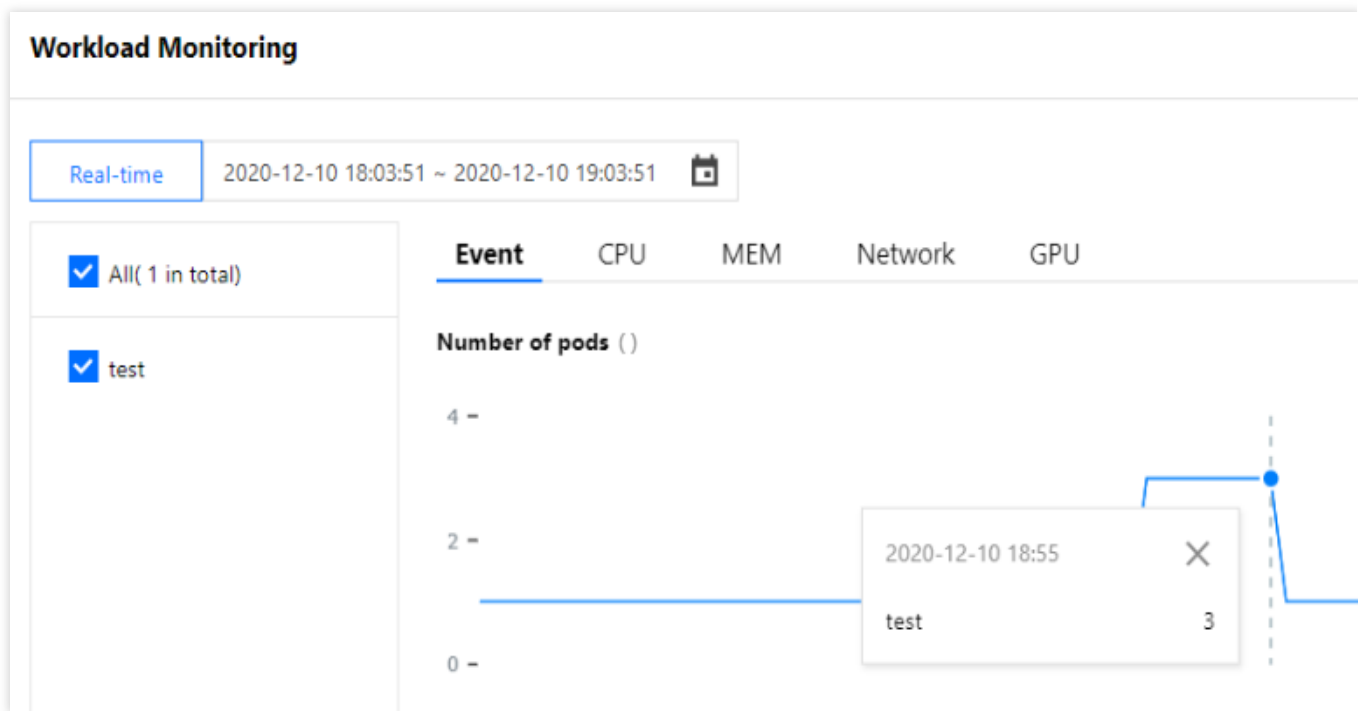 Workload Monitoring
Real-time 2020-12-10 18:03:51 ~ 2020-12-10 19:03:51
All( 1 in total)
test
Event CPU MEM Network GPU
Number of pods ()
4
2
0
2020-12-10 18:55
test 3